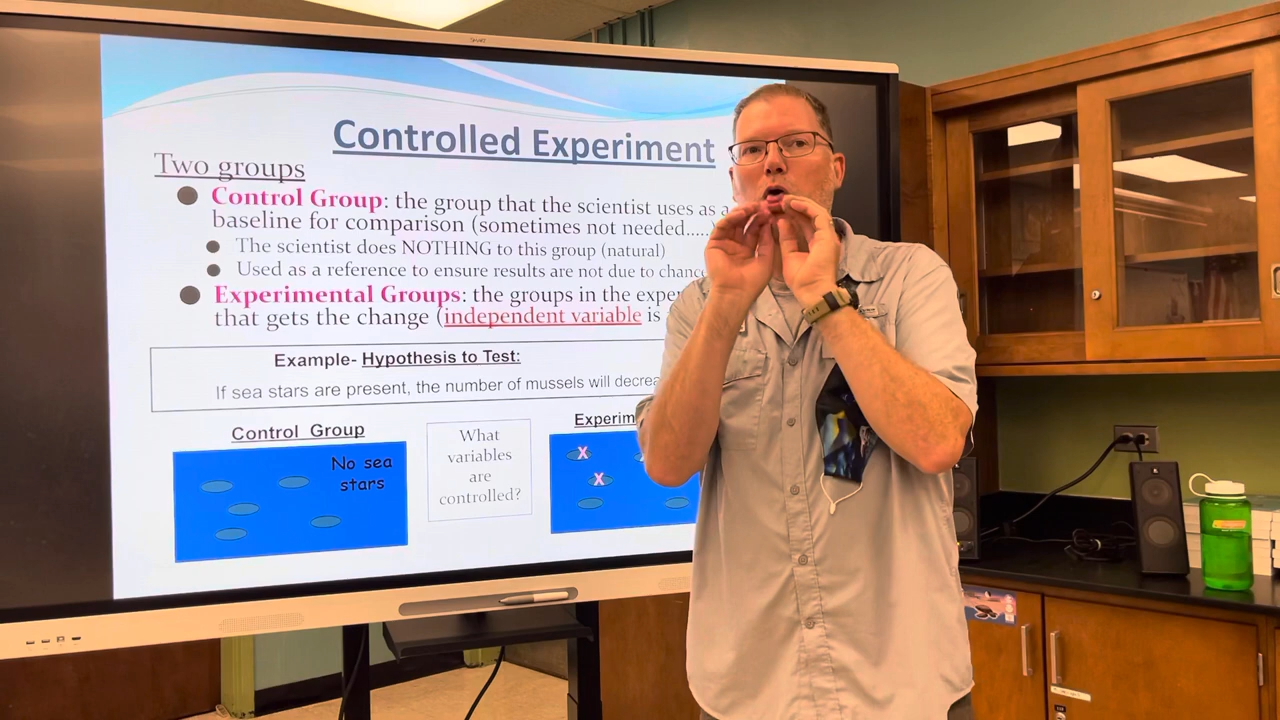 SMART
Controlled Experiment
Two groups
Control Group: the group that the scientist uses as a
baseline for comparison (sometimes not needed.....
The scientist does NOTHING to this group (natural)
Used as a reference to ensure results are not due to chance
Experimental Groups: the groups in the exper
that gets the change (independent variable is
Example- Hypothesis to Test:
If sea stars are present, the number of mussels will decrea
Control Group
No sea
stars
What
variables
are
controlled?
Experim
X
X